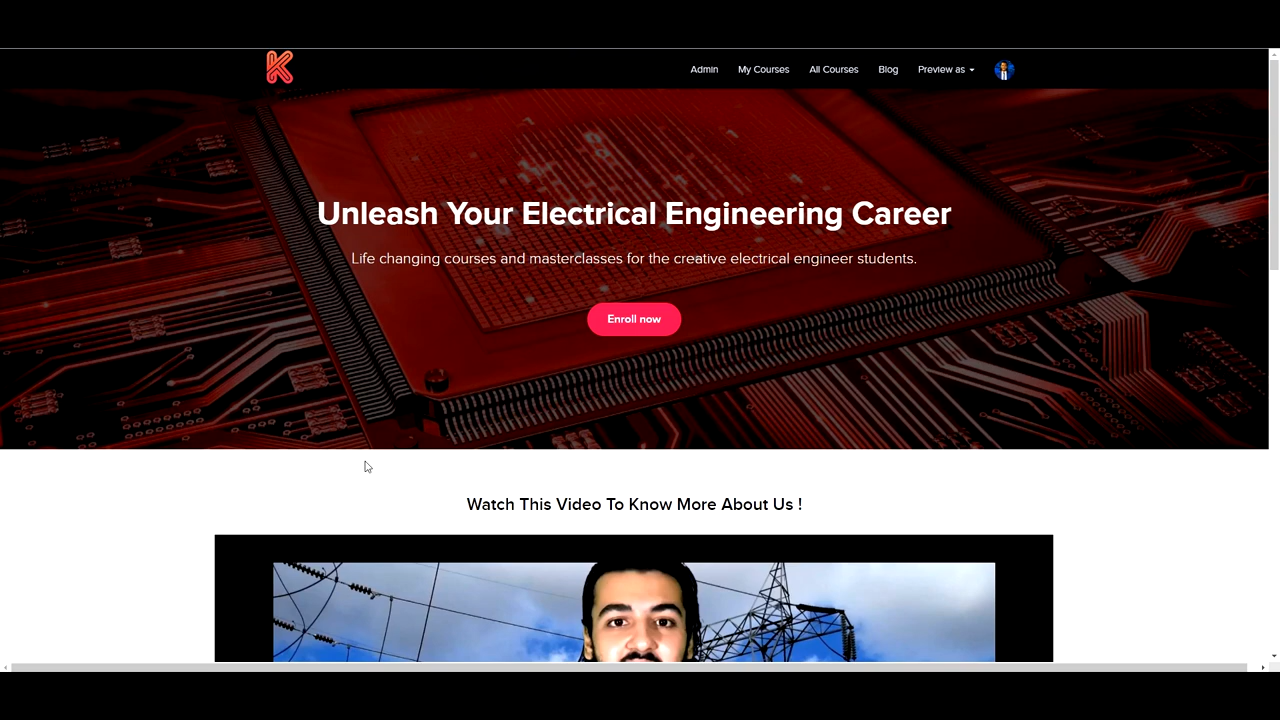 K
Admin My Courses All Courses Blog Preview as
Unleash Your Electrical Engineering Career
Life changing courses and masterclasses for the creative electrical engineer students.
Enroll now
Watch This Video To Know More About Us !